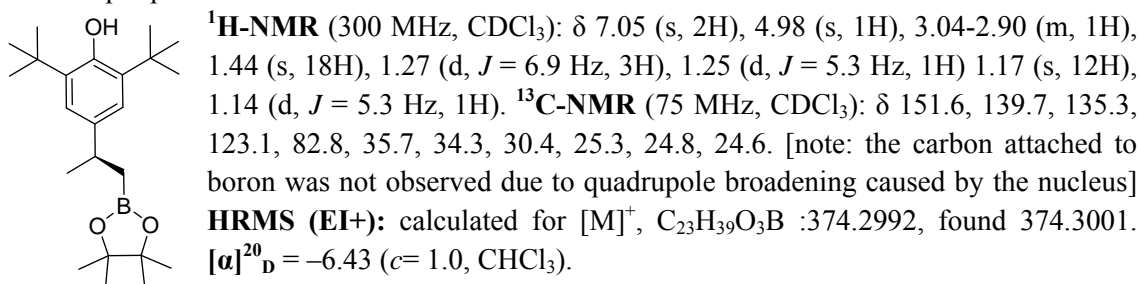 OH
B
O O
¹H-NMR (300 MHz, CDCl₃): δ 7.05 (s, 2H), 4.98 (s, 1H), 3.04-2.90 (m, 1H),
1.44 (s, 18H), 1.27 (d, J = 6.9 Hz, 3H), 1.25 (d, J = 5.3 Hz, 1H) 1.17 (s, 12H),
1.14 (d, J = 5.3 Hz, 1H). ¹³C-NMR (75 MHz, CDCl₃): δ 151.6, 139.7, 135.3,
123.1, 82.8, 35.7, 34.3, 30.4, 25.3, 24.8, 24.6. [note: the carbon attached to
boron was not observed due to quadrupole broadening caused by the nucleus]
HRMS (EI+): calculated for [M]⁺, C₂₃H₃₉O₃B :374.2992, found 374.3001.
[α]²⁰D = –6.43 (c= 1.0, CHCl₃).